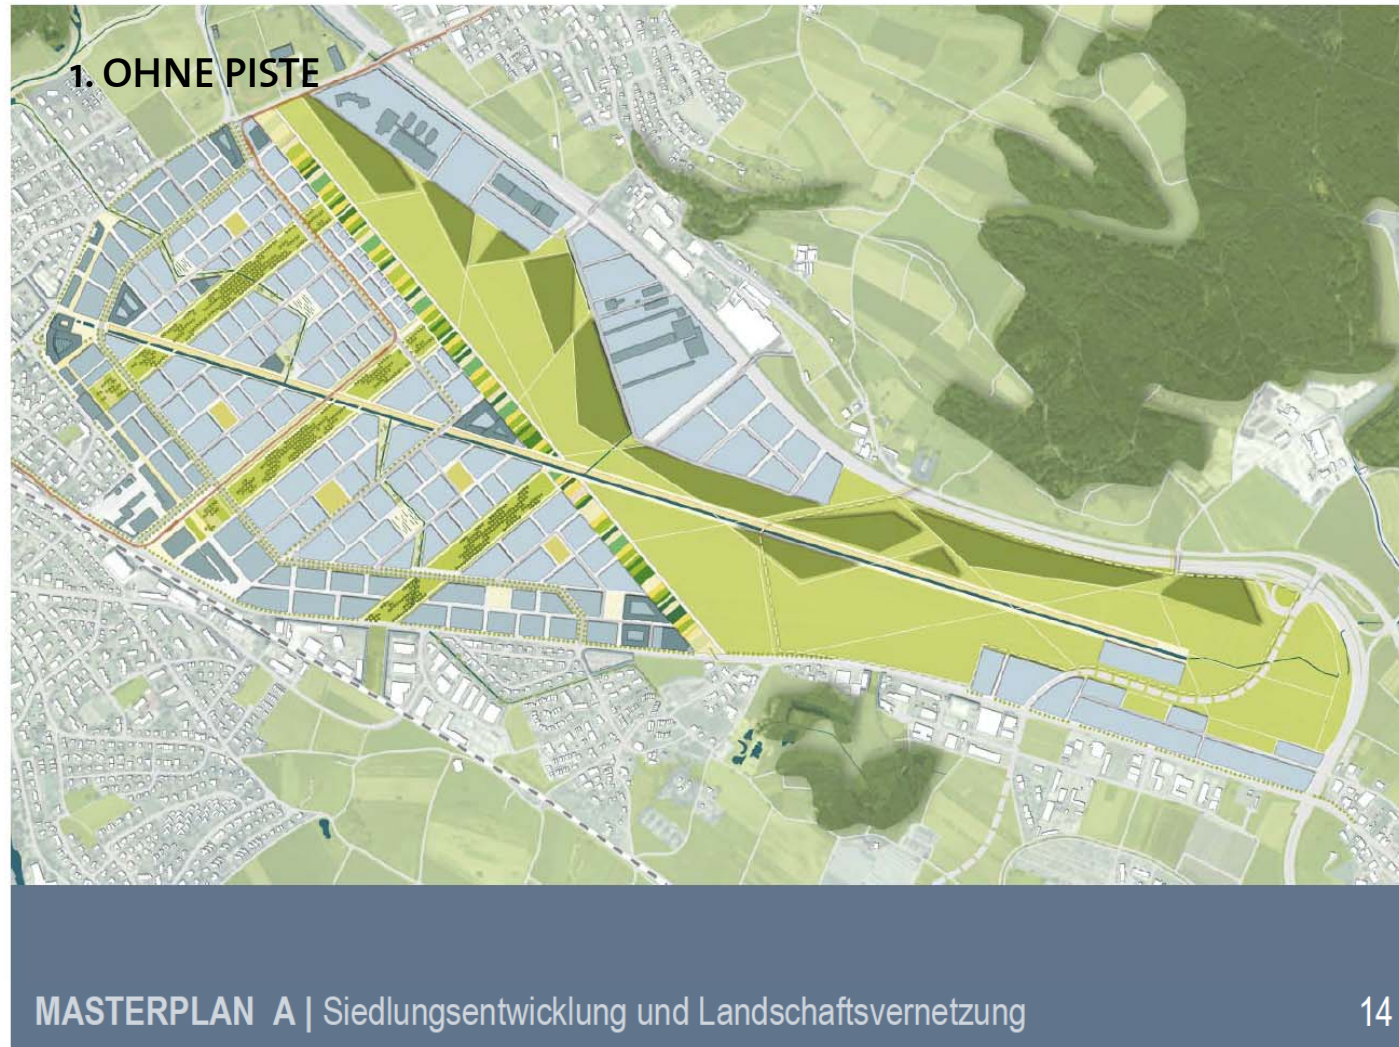 1. OHNE PISTE
MASTERPLAN A | Siedlungsentwicklung und Landschaftsvernetzung
14